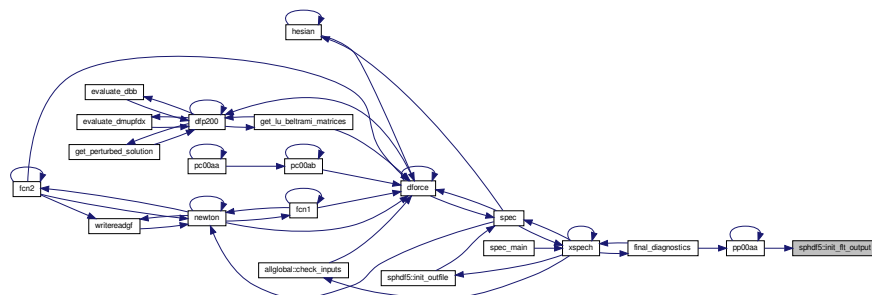 hesian
evaluate_dbb
evaluate_dmupfdx
dfp200
get_lu_beltrami_matrices
get_perturbed_solution
pc00aa
pc00ab
fcn2
dforce
fcn1
newton
spec
writereadgf
spec_main
xspech
final_diagnostics
pp00aa
sphdf5::init_flt_output
allglobal::check_inputs
sphdf5::init_outfile